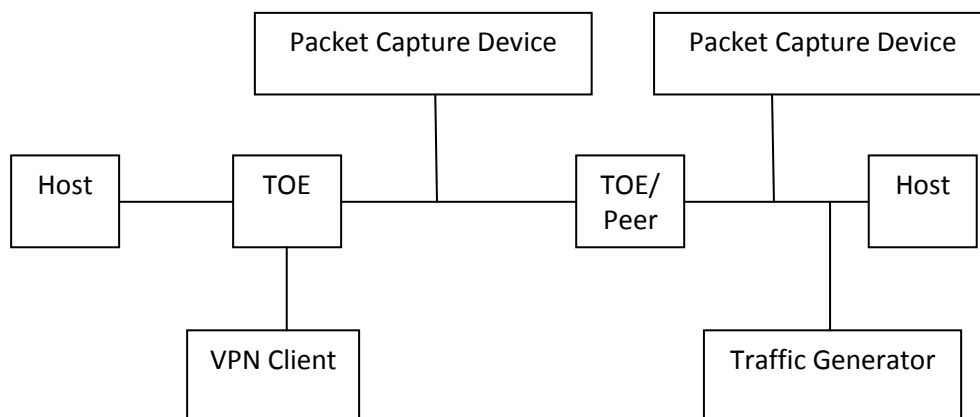 Packet Capture Device
Packet Capture Device
Host
TOE
TOE/
Peer
Host
VPN Client
Traffic Generator